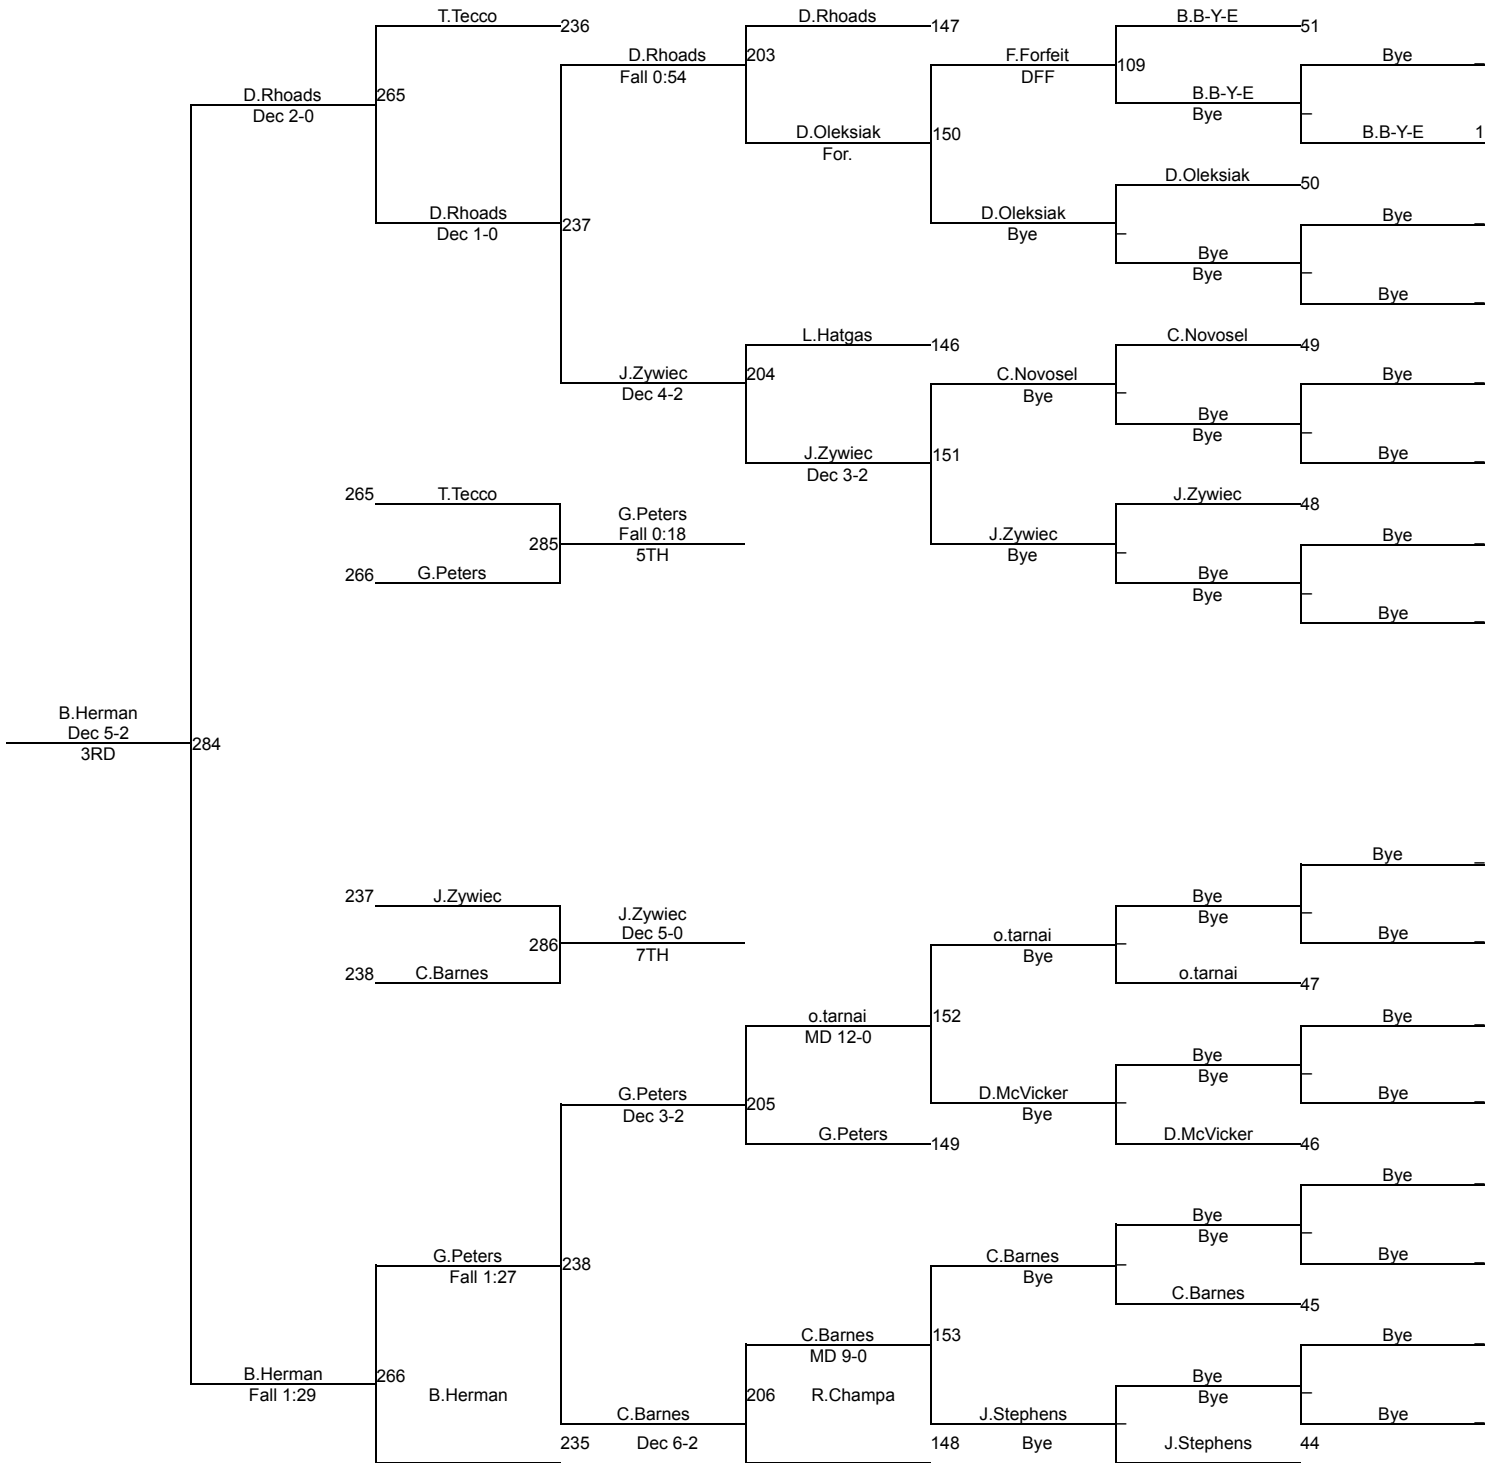 T.Tecco 236 D.Rhoads 147 B.B-Y-E 51
D.Rhoads 203 F.Forfeit 109 Bye _
Fall 0:54 DFF
D.Rhoads 265 B.B-Y-E
Dec 2-0 Bye _
D.Oleksiak 150 B.B-Y-E 1
For.
D.Oleksiak 50
D.Rhoads 237 D.Oleksiak Bye _
Dec 1-0 Bye _
Bye
Bye _
Bye _
L.Hatgas 146 C.Novosel 49
J.Zywiec 204 C.Novosel Bye _
Dec 4-2 Bye _
Bye
Bye _
J.Zywiec 151 Bye _
Dec 3-2
265 T.Tecco J.Zywiec 48
G.Peters
285 Fall 0:18 J.Zywiec Bye _
5TH Bye _
266 G.Peters Bye
Bye _
Bye _
B.Herman
Dec 5-2 284
3RD
Bye _
237 J.Zywiec Bye
J.Zywiec Bye _
286 Dec 5-0 o.tarnai Bye _
7TH Bye _
238 C.Barnes o.tarnai 47
o.tarnai 152 Bye _
MD 12-0
Bye
Bye _
G.Peters 205 D.McVicker _ Bye _
Dec 3-2 Bye
G.Peters 149 D.McVicker 46
Bye _
Bye
Bye _
G.Peters 238 C.Barnes _ Bye _
Fall 1:27 Bye
C.Barnes 45
C.Barnes 153 Bye _
MD 9-0
B.Herman 266 Bye
Fall 1:29 B.Herman 206 R.Champa Bye _
C.Barnes J.Stephens _ Bye _
235 Dec 6-2 148 Bye J.Stephens 44